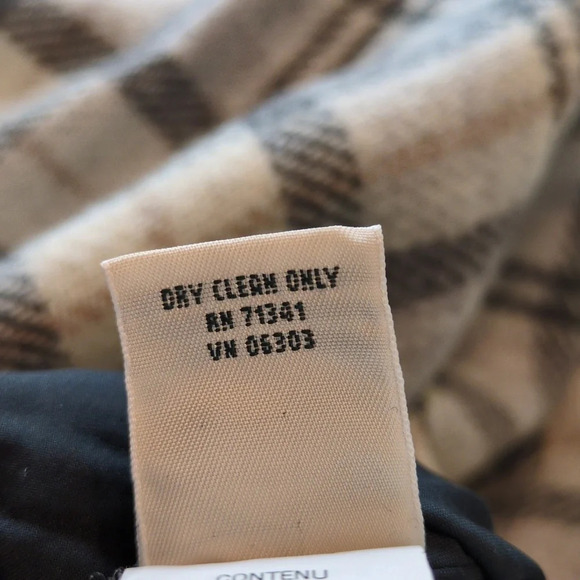 DRY CLEAN ONLY
RN 71341
VN 06303
CONTENU